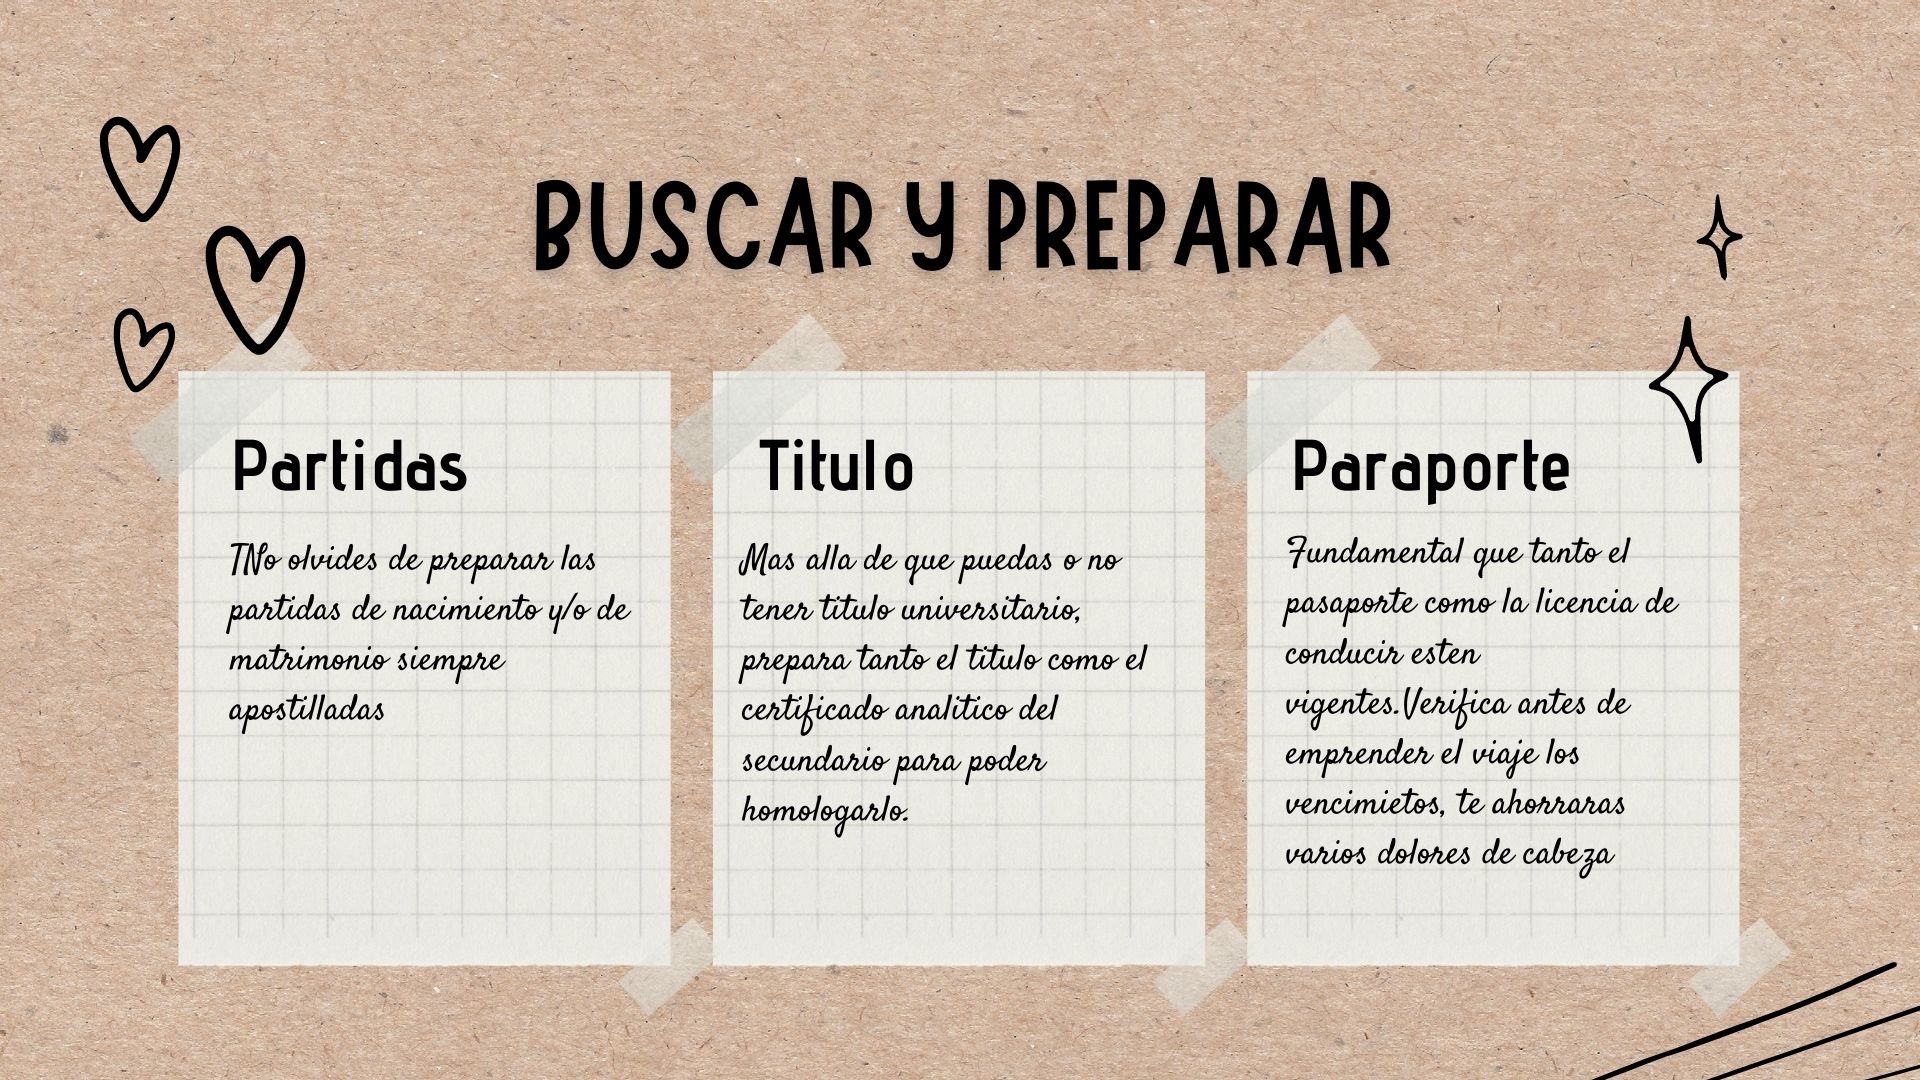 BUSCAR Y PREPARAR
Partidas
TNo olvides de preparar las
partidas de nacimiento y/o de
matrimonio siempre
apostilladas
Titulo
Mas alla de que puedas o no
tener titulo universitario,
prepara tanto el titulo como el
certificado analitico del
secundario para poder
homologarlo.
Paraporte
Fundamental que tanto el
pasaporte como la licencia de
conducir esten
vigentes.Verifica antes de
emprender el viaje los
vencimietos, te ahorraras
varios dolores de cabeza